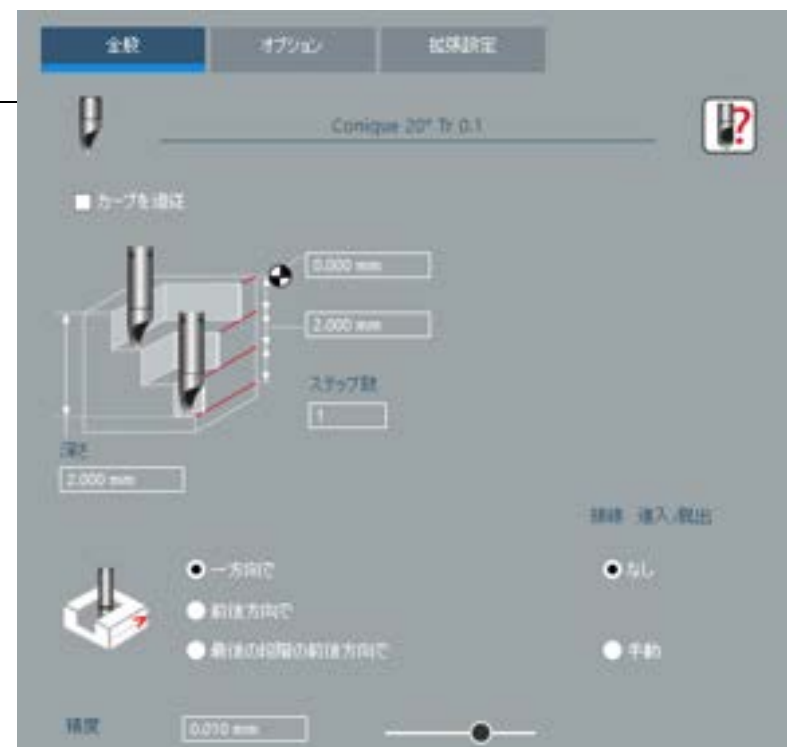 全般 オプション 拡張設定
Conique 20° Tr 0.1
カーブを追従
0.000 mm
2.000 mm
ステップ数
1
深さ
2.000 mm
接線 進入/脱出
一方向で なし
前後方向で
最後の段階の前後方向で 手動
精度 0.010 mm